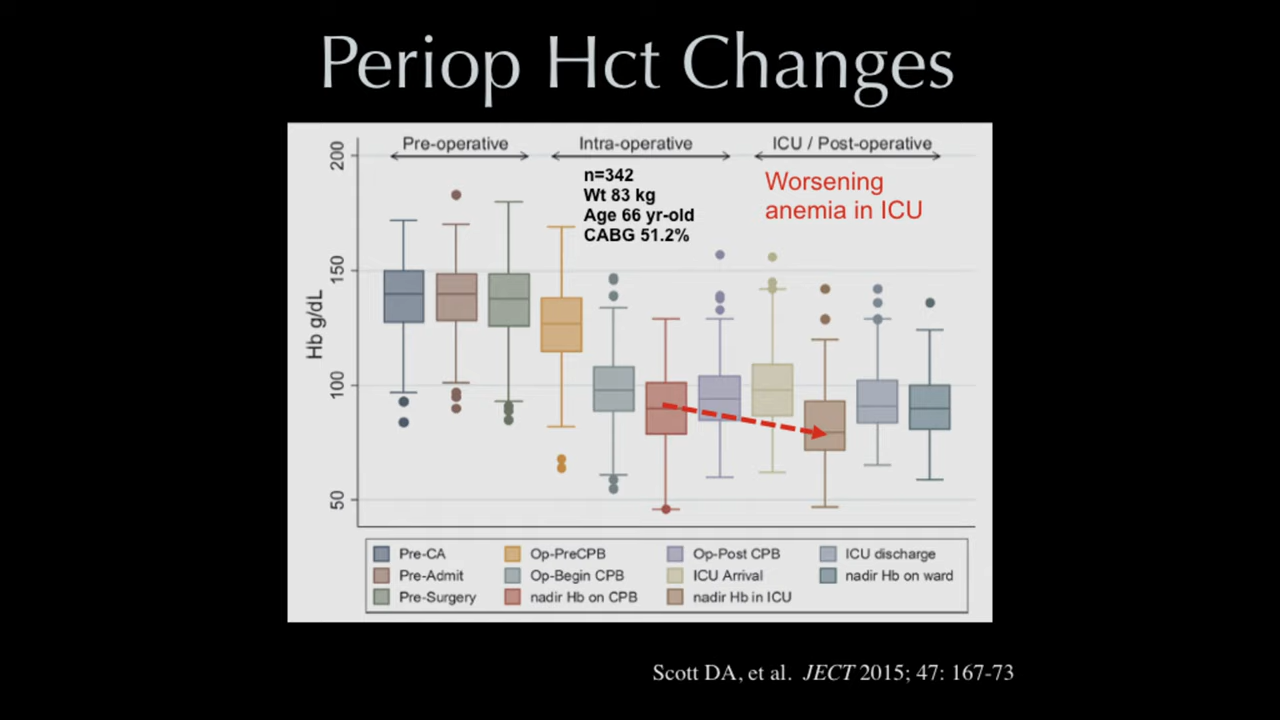 Periop Hct Changes
Pre-operative
Intra-operative
ICU / Post-operative
n=342
Wt 83 kg
Age 66 yr-old
CABG 51.2%
Worsening
anemia in ICU
Hb g/dL
200
150
100
50
Pre-CA
Pre-Admit
Pre-Surgery
Op-PreCPB
Op-Begin CPB
nadir Hb on CPB
Op-Post CPB
ICU Arrival
nadir Hb in ICU
ICU discharge
nadir Hb on ward
Scott DA, et al. JECT 2015; 47: 167-73